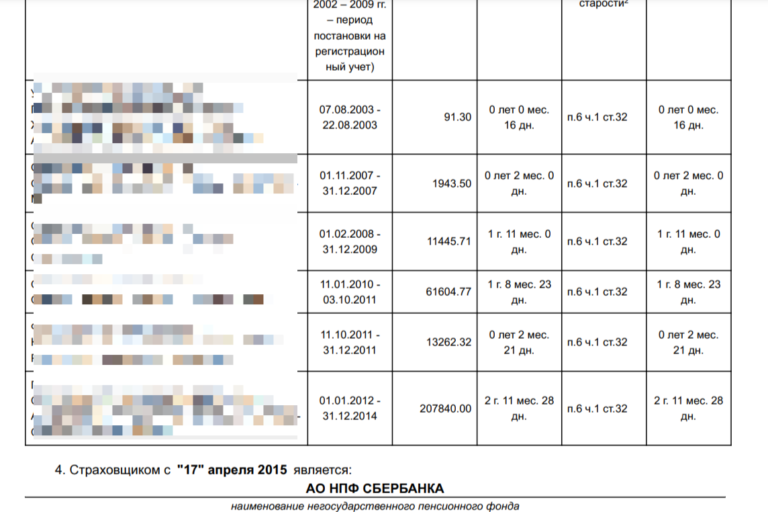 2002 – 2009 гг.
– период
постановки на
регистрацион
ный учет)
старости²
07.08.2003 -
22.08.2003
91.30
0 лет 0 мес.
16 дн.
п.6 ч.1 ст.32
0 лет 0 мес.
16 дн.
01.11.2007 -
31.12.2007
1943.50
0 лет 2 мес. 0
дн.
п.6 ч.1 ст.32
0 лет 2 мес. 0
дн.
01.02.2008 -
31.12.2009
11445.71
1 г. 11 мес. 0
дн.
п.6 ч.1 ст.32
1 г. 11 мес. 0
дн.
11.01.2010 -
03.10.2011
61604.77
1 г. 8 мес. 23
дн.
п.6 ч.1 ст.32
1 г. 8 мес. 23
дн.
11.10.2011 -
31.12.2011
13262.32
0 лет 2 мес.
21 дн.
п.6 ч.1 ст.32
0 лет 2 мес.
21 дн.
01.01.2012 -
31.12.2014
207840.00
2 г. 11 мес. 28
дн.
п.6 ч.1 ст.32
2 г. 11 мес. 28
дн.
4. Страховщиком с "17" апреля 2015 является:
АО НПФ СБЕРБАНКА
наименование негосударственного пенсионного фонда